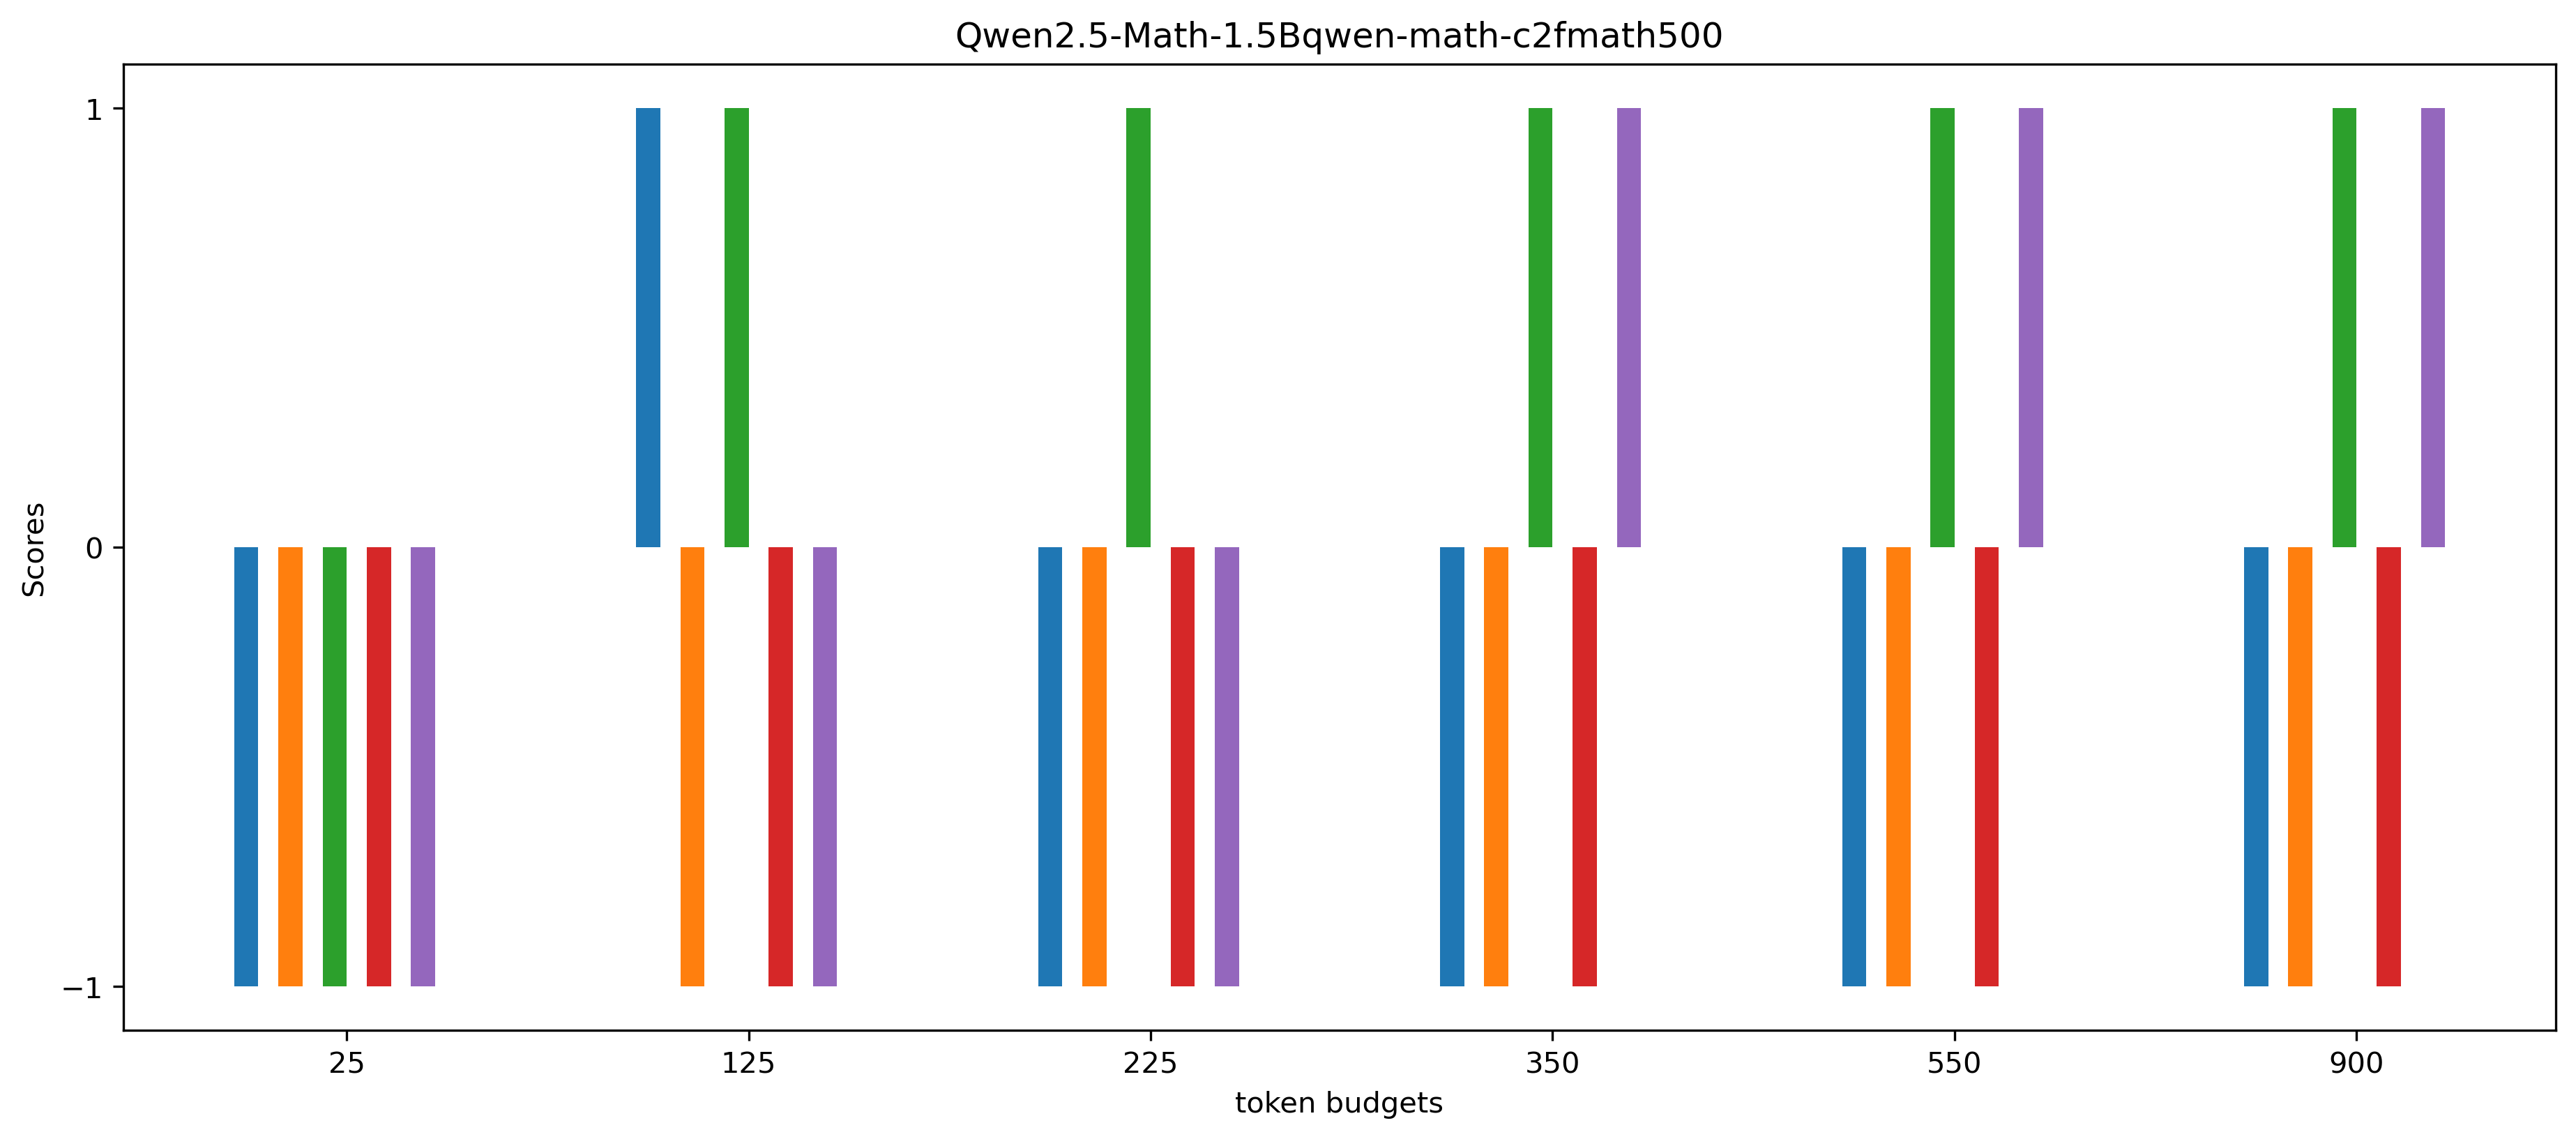 Qwen2.5-Math-1.5Bqwen-math-c2fmath500
Scores
1
0
−1
25 125 225 350 550 900
token budgets